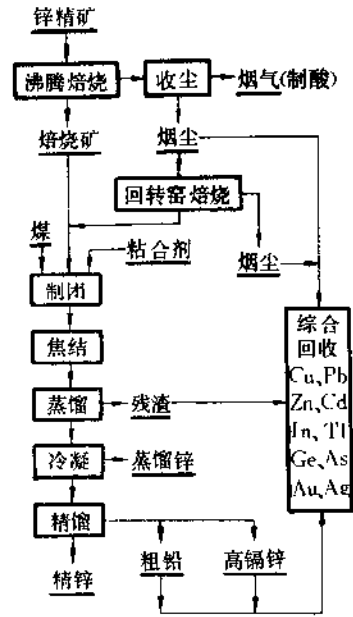 锌精矿
沸腾焙烧
收尘
烟气(制酸)
焙烧矿
烟尘
回转窑焙烧
煤
粘合剂
烟尘
制团
焦结
综合
回收
Cu、Pb
Zn、Cd
In、Tl
Ge、As
Au、Ag
蒸馏
残渣
冷凝
蒸馏锌
精馏
精锌
粗铅
高镉锌